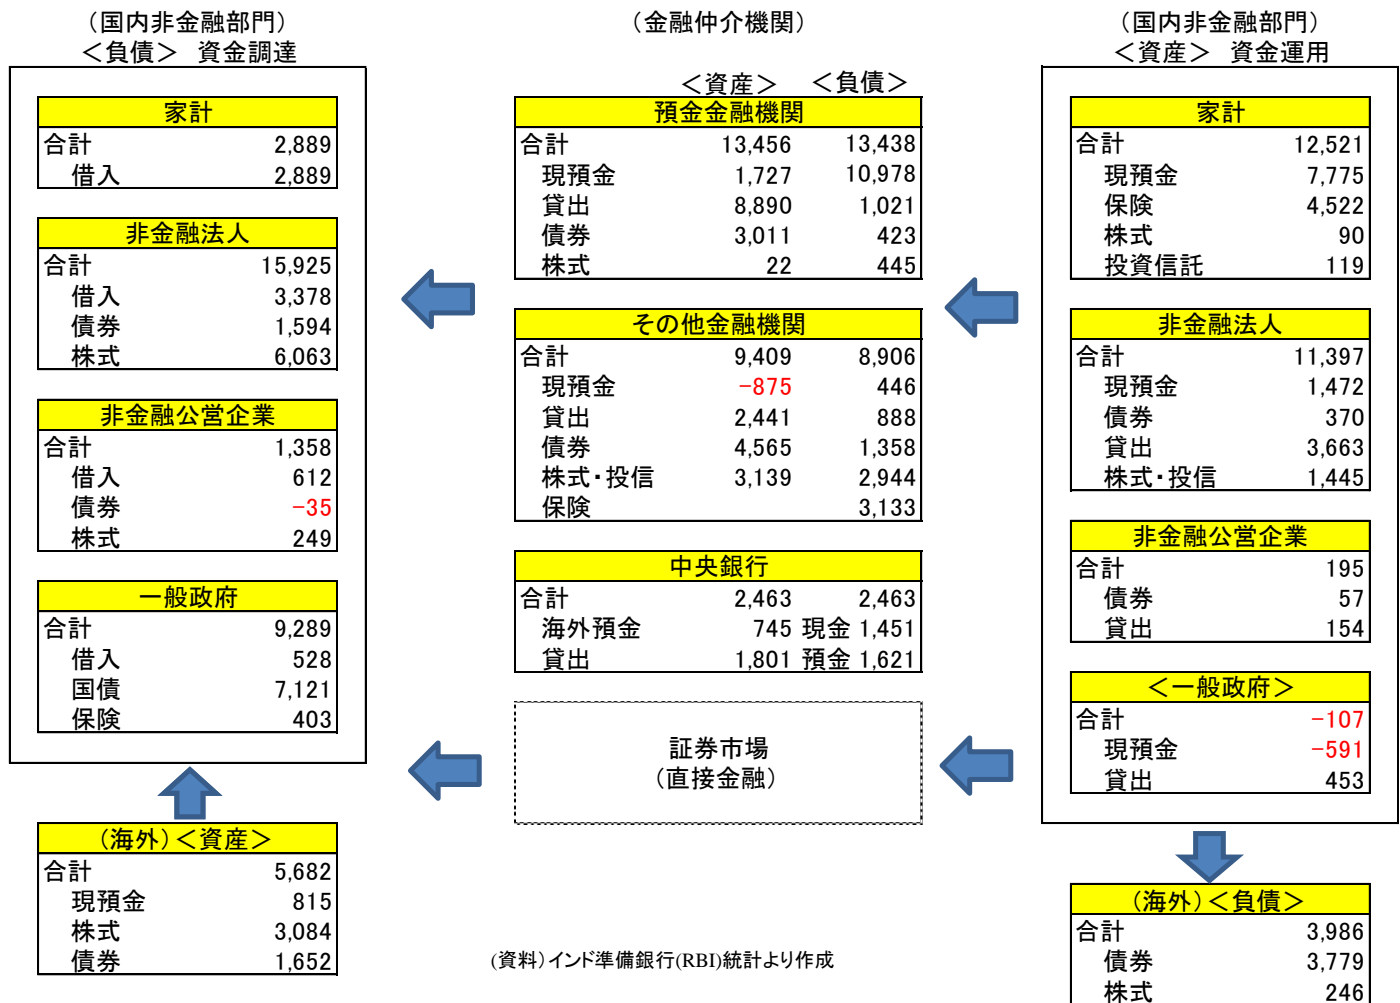 （国内非金融部門）
＜負債＞　資金調達
家計
合計 2,889
借入 2,889
非金融法人
合計 15,925
借入 3,378
債券 1,594
株式 6,063
非金融公営企業
合計 1,358
借入 612
債券 -35
株式 249
一般政府
合計 9,289
借入 528
国債 7,121
保険 403
（海外）＜資産＞
合計 5,682
現預金 815
株式 3,084
債券 1,652
（金融仲介機関）
＜資産＞　＜負債＞
預金金融機関
合計 13,456 13,438
現預金 1,727 10,978
貸出 8,890 1,021
債券 3,011 423
株式 22 445
その他金融機関
合計 9,409 8,906
現預金 -875 446
貸出 2,441 888
債券 4,565 1,358
株式・投信 3,139 2,944
保険 3,133
中央銀行
合計 2,463 2,463
海外預金 745 現金 1,451
貸出 1,801 預金 1,621
証券市場
（直接金融）
(資料）インド準備銀行(RBI)統計より作成
（国内非金融部門）
＜資産＞　資金運用
家計
合計 12,521
現預金 7,775
保険 4,522
株式 90
投資信託 119
非金融法人
合計 11,397
現預金 1,472
債券 370
貸出 3,663
株式・投信 1,445
非金融公営企業
合計 195
債券 57
貸出 154
＜一般政府＞
合計 -107
現預金 -591
貸出 453
（海外）＜負債＞
合計 3,986
債券 3,779
株式 246